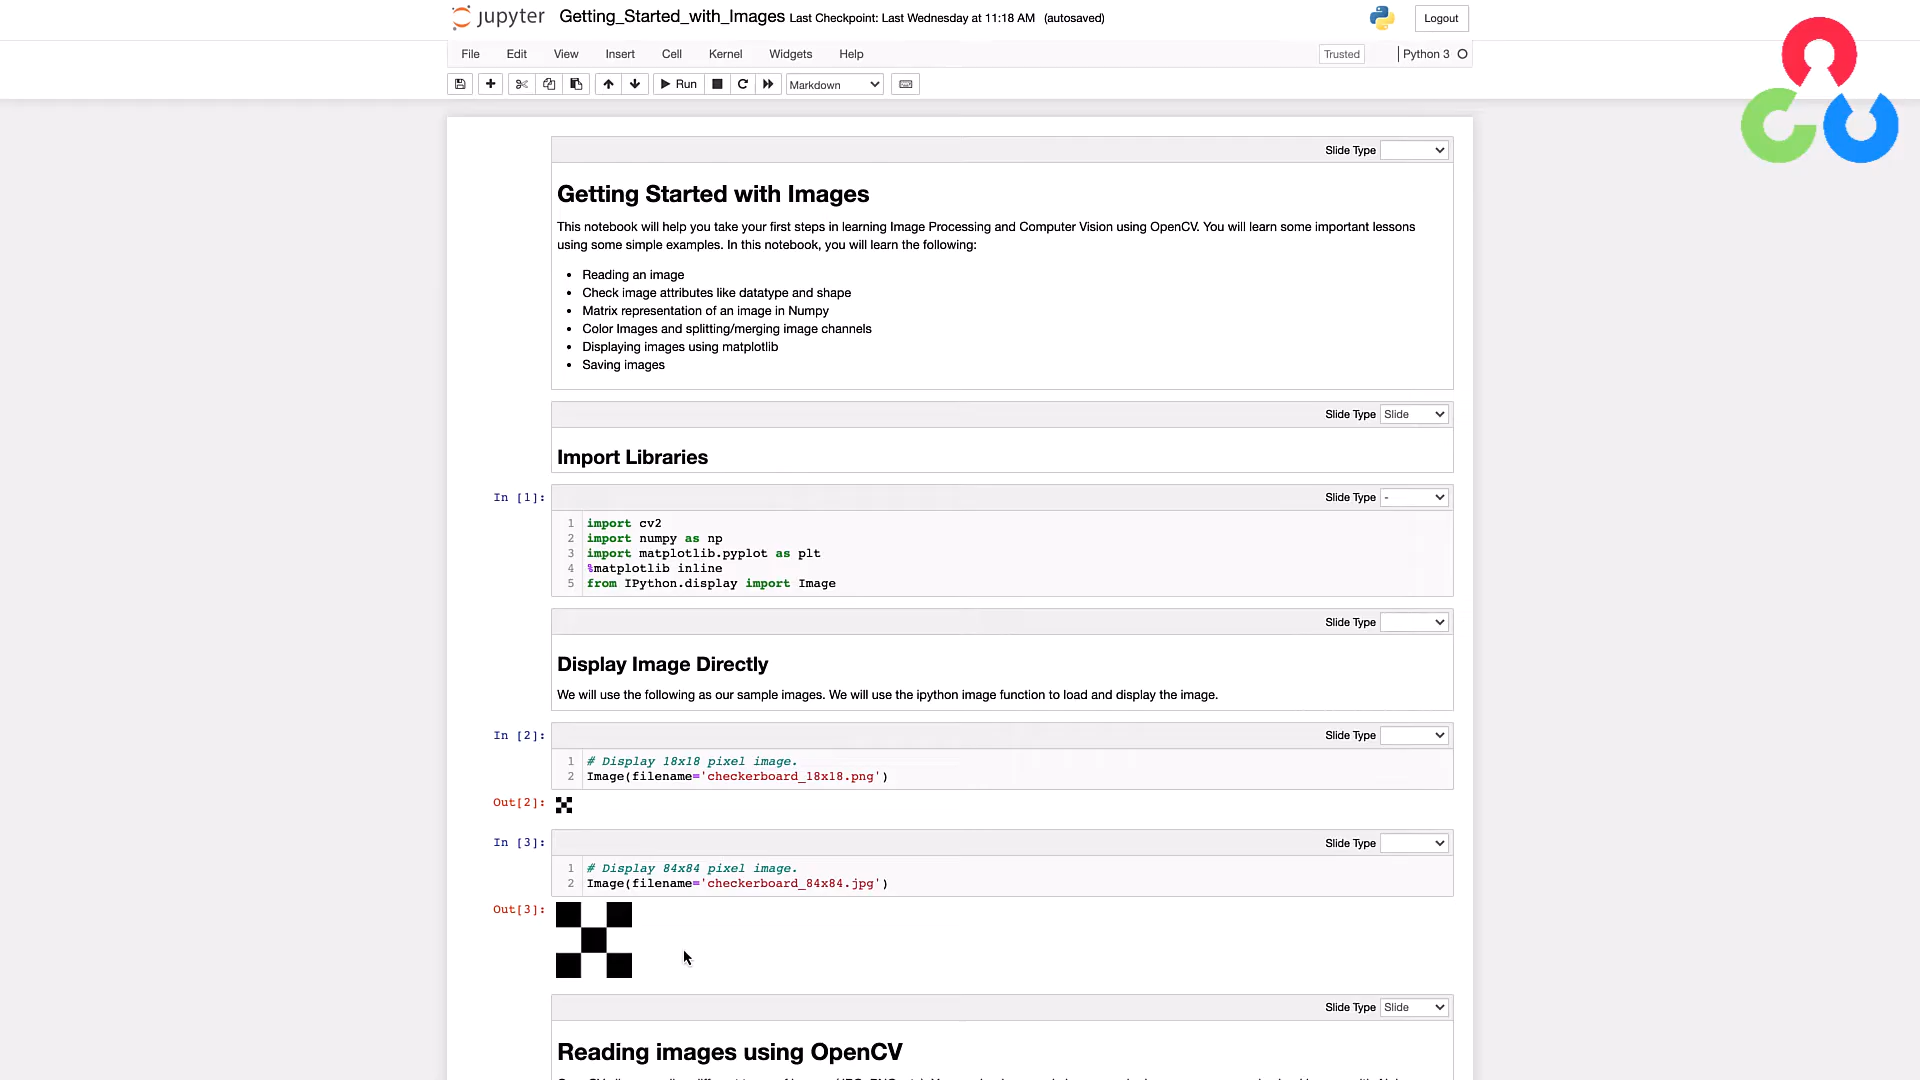 jupyter Getting_Started_with_Images Last Checkpoint: Last Wednesday at 11:18 AM (autosaved) Logout
File Edit View Insert Cell Kernel Widgets Help Trusted Python 3
Run Markdown
Slide Type
Getting Started with Images
This notebook will help you take your first steps in learning Image Processing and Computer Vision using OpenCV. You will learn some important lessons
using some simple examples. In this notebook, you will learn the following:
• Reading an image
• Check image attributes like datatype and shape
• Matrix representation of an image in Numpy
• Color Images and splitting/merging image channels
• Displaying images using matplotlib
• Saving images
Slide Type Slide
Import Libraries
In [1]: Slide Type -
1 import cv2
2 import numpy as np
3 import matplotlib.pyplot as plt
4 %matplotlib inline
5 from IPython.display import Image
Slide Type
Display Image Directly
We will use the following as our sample images. We will use the ipython image function to load and display the image.
In [2]: Slide Type
1 # Display 18x18 pixel image.
2 Image(filename='checkerboard_18x18.png')
Out[2]:
In [3]: Slide Type
1 # Display 84x84 pixel image.
2 Image(filename='checkerboard_84x84.jpg')
Out[3]:
Slide Type Slide
Reading images using OpenCV